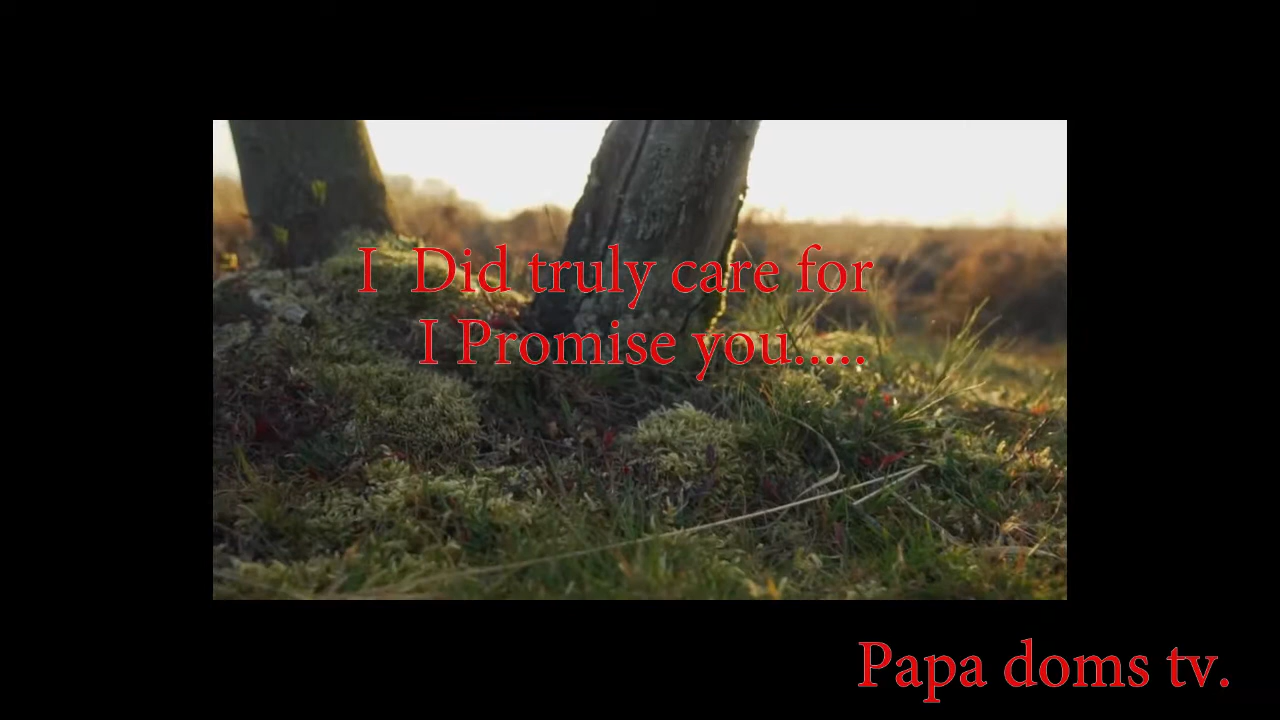 I Did truly care for
I Promise you.....
Papa doms tv.